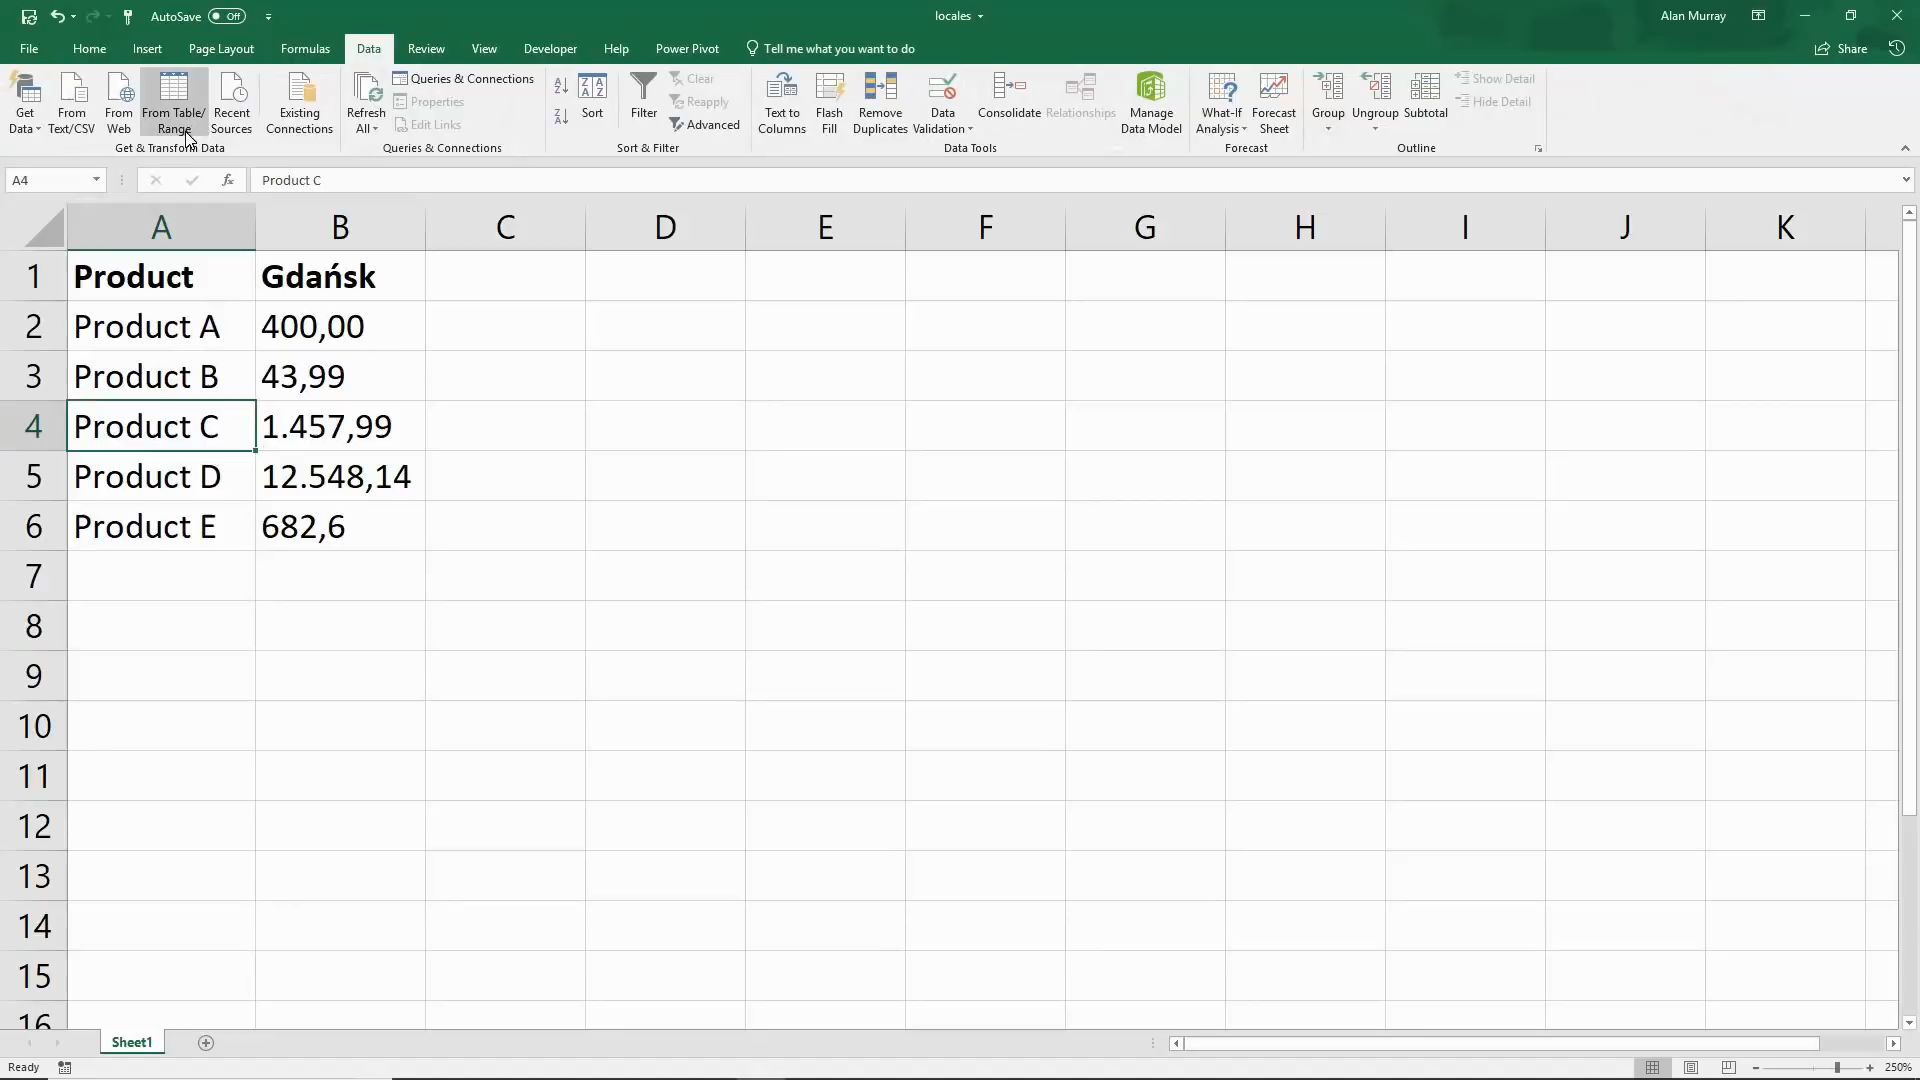 AutoSave Off
locales
Alan Murray
File Home Insert Page Layout Formulas Data Review View Developer Help Power Pivot Tell me what you want to do
Share
Get Data
From Text/CSV
From Web
From Table/ Range
Recent Sources
Existing Connections
Get & Transform Data
Refresh All
Queries & Connections
Properties
Edit Links
Queries & Connections
Sort
Filter
Clear
Reapply
Advanced
Sort & Filter
Text to Columns
Flash Fill
Remove Duplicates
Data Validation
Consolidate
Relationships
Manage Data Model
Data Tools
What-If Analysis
Forecast Sheet
Forecast
Group
Ungroup
Subtotal
Show Detail
Hide Detail
Outline
A4 fx Product C
A B C D E F G H I J K
1 Product Gdańsk
2 Product A 400,00
3 Product B 43,99
4 Product C 1.457,99
5 Product D 12.548,14
6 Product E 682,6
7
8
9
10
11
12
13
14
15
16
Sheet1
Ready
250%